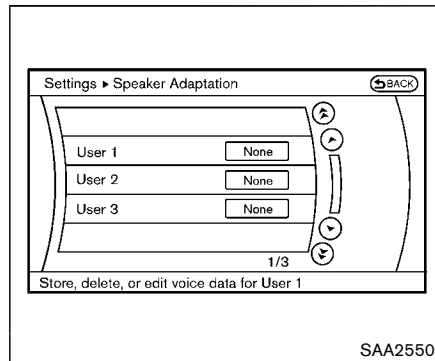 Settings ▸ Speaker Adaptation
BACK
User 1 None
User 2 None
User 3 None
1/3
Store, delete, or edit voice data for User 1
SAA2550